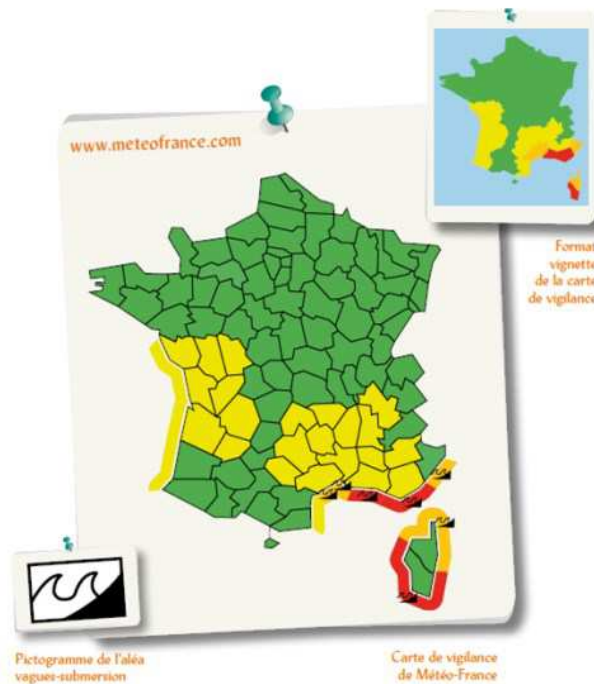 www.meteofrance.com
Format
vignette
de la carte
de vigilance
Pictogramme de l'aléa
vagues-submersion
Carte de vigilance
de Météo-France